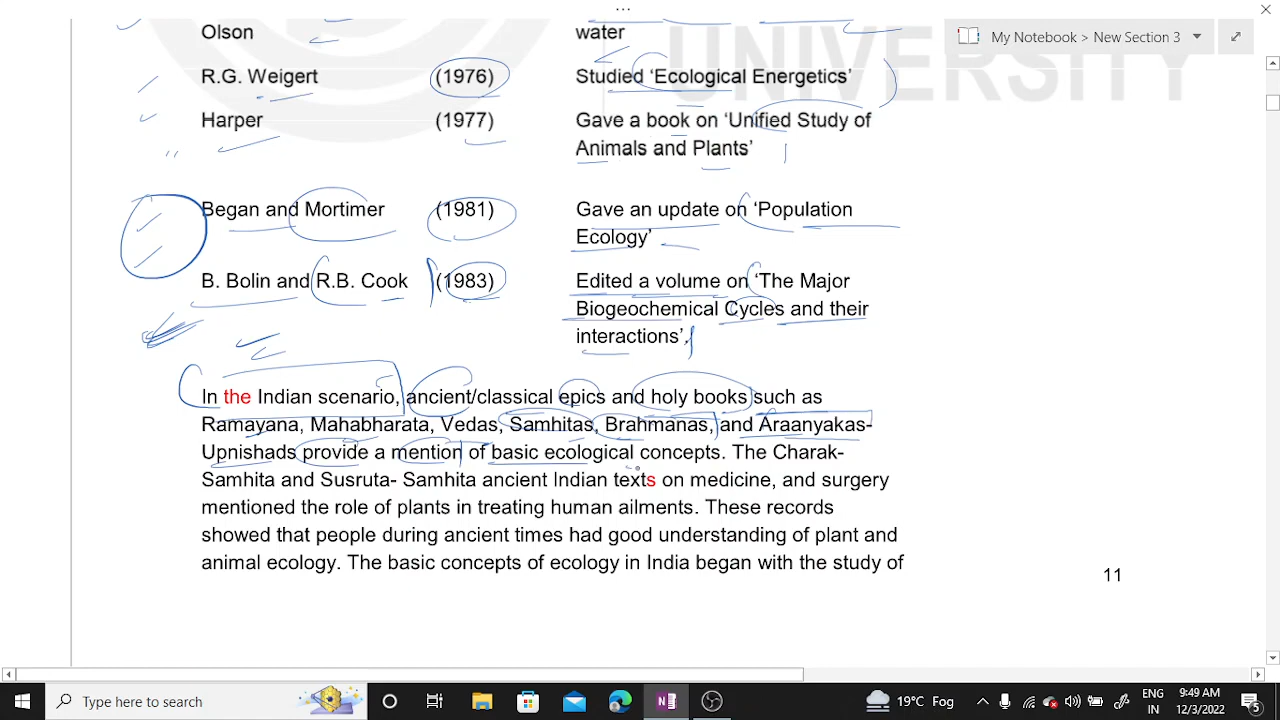 ...
My Notebook > New Section 3
Olson water
UNIVERSITY
R.G. Weigert (1976) Studied ‘Ecological Energetics’
Harper (1977) Gave a book on ‘Unified Study of
Animals and Plants’
Began and Mortimer (1981) Gave an update on ‘Population
Ecology’
B. Bolin and R.B. Cook (1983) Edited a volume on ‘The Major
Biogeochemical Cycles and their
interactions’.
In the Indian scenario, ancient/classical epics and holy books such as
Ramayana, Mahabharata, Vedas, Samhitas, Brahmanas, and Araanyakas-
Upnishads provide a mention of basic ecological concepts. The Charak-
Samhita and Susruta- Samhita ancient Indian texts on medicine, and surgery
mentioned the role of plants in treating human ailments. These records
showed that people during ancient times had good understanding of plant and
animal ecology. The basic concepts of ecology in India began with the study of
11
Type here to search
19°C Fog
ENG
IN
9:49 AM
12/3/2022
5